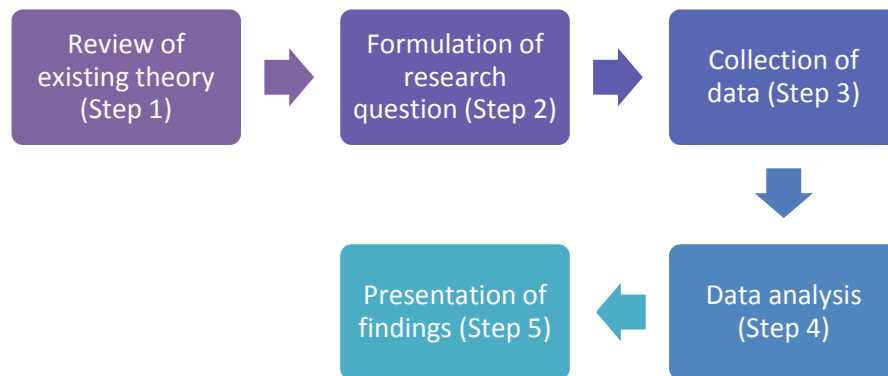 Review of
existing theory
(Step 1)
Formulation of
research
question (Step 2)
Collection of
data (Step 3)
Data analysis
(Step 4)
Presentation of
findings (Step 5)